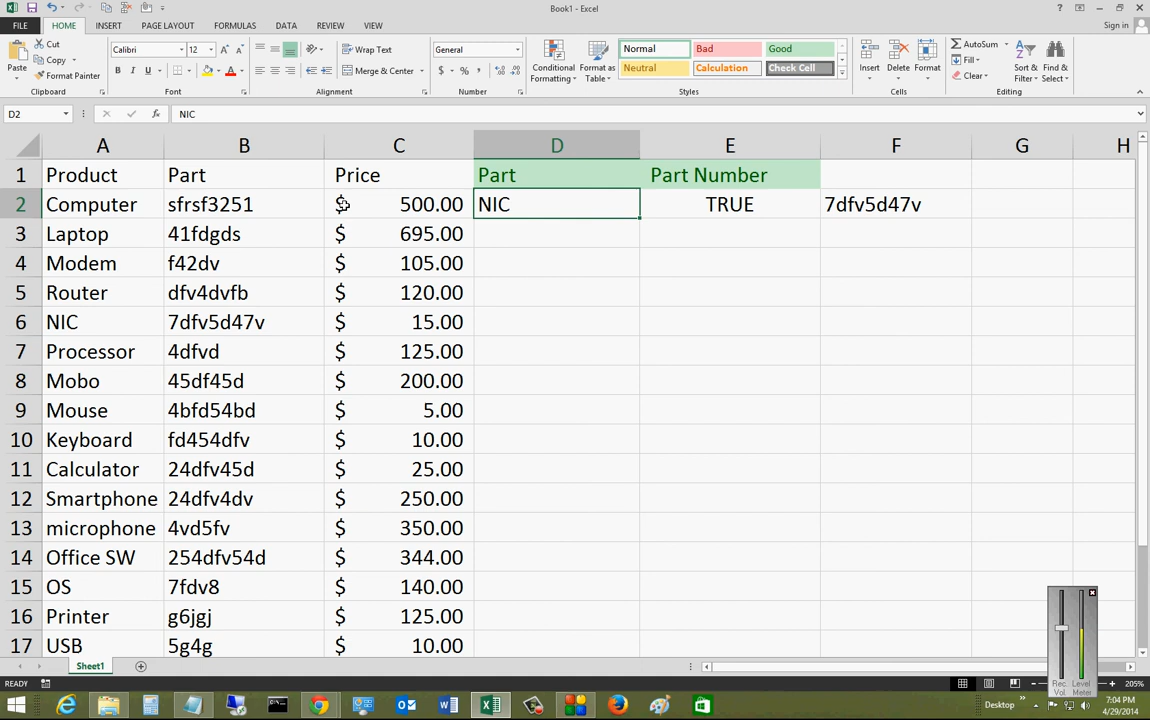 Book1 - Excel
Sign in
FILE HOME INSERT PAGE LAYOUT FORMULAS DATA REVIEW VIEW
Paste
Cut
Copy
Format Painter
Clipboard
Calibri 12
B I U
Font
Wrap Text
Merge & Center
Alignment
General
$ % ,
Number
Conditional Formatting
Format as Table
Normal Bad Good
Neutral Calculation Check Cell
Styles
Insert Delete Format
Cells
AutoSum
Fill
Clear
Sort & Filter
Find & Select
Editing
D2 fx NIC
A B C D E F G H
1 Product Part Price Part Part Number
2 Computer sfrsf3251 $ 500.00 NIC TRUE 7dfv5d47v
3 Laptop 41fdgds $ 695.00
4 Modem f42dv $ 105.00
5 Router dfv4dvfb $ 120.00
6 NIC 7dfv5d47v $ 15.00
7 Processor 4dfvd $ 125.00
8 Mobo 45df45d $ 200.00
9 Mouse 4bfd54bd $ 5.00
10 Keyboard fd454dfv $ 10.00
11 Calculator 24dfv45d $ 25.00
12 Smartphone 24dfv4dv $ 250.00
13 microphone 4vd5fv $ 350.00
14 Office SW 254dfv54d $ 344.00
15 OS 7fdv8 $ 140.00
16 Printer g6jgj $ 125.00
17 USB 5g4g $ 10.00
Sheet1
Rec. Vol.
Level Meter
READY
205%
Desktop
7:04 PM
4/29/2014